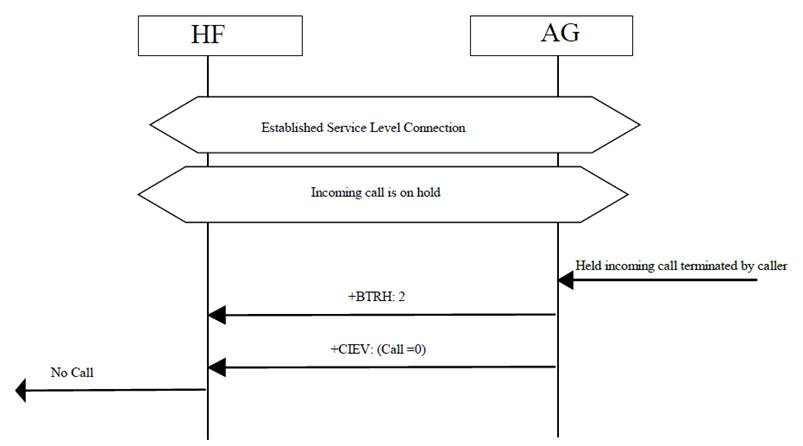 HF
AG
Established Service Level Connection
Incoming call is on hold
Held incoming call terminated by caller
+BTRH: 2
+CIEV: (Call =0)
No Call